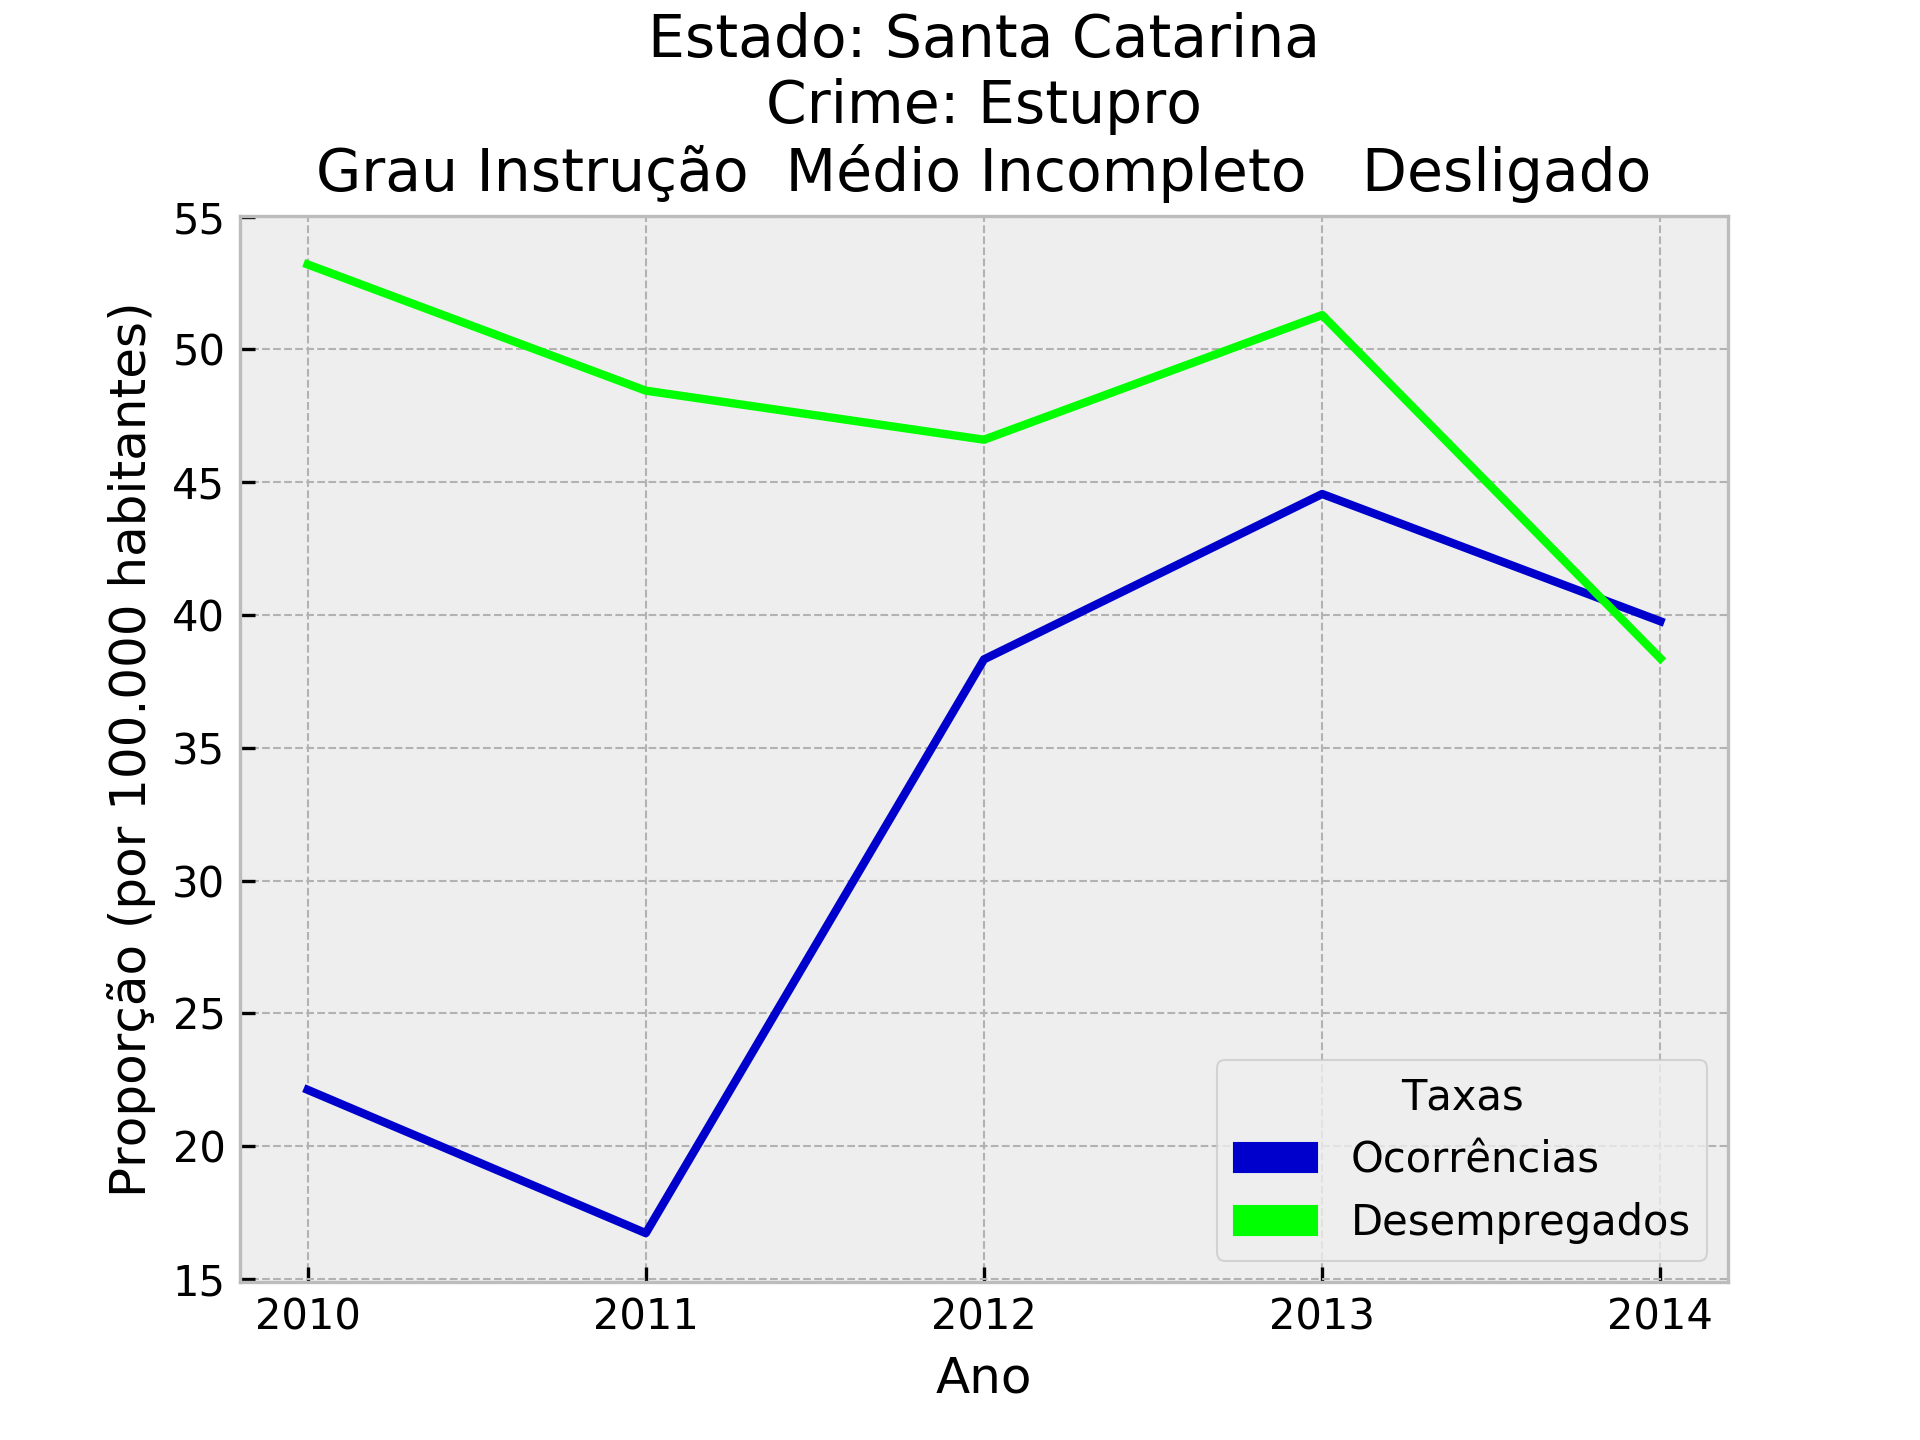 Estado: Santa Catarina
Crime: Estupro
Grau Instrução  Médio Incompleto   Desligado
Proporção (por 100.000 habitantes)
55
50
45
40
35
30
25
20
15
2010 2011 2012 2013 2014
Ano
Taxas
Ocorrências
Desempregados